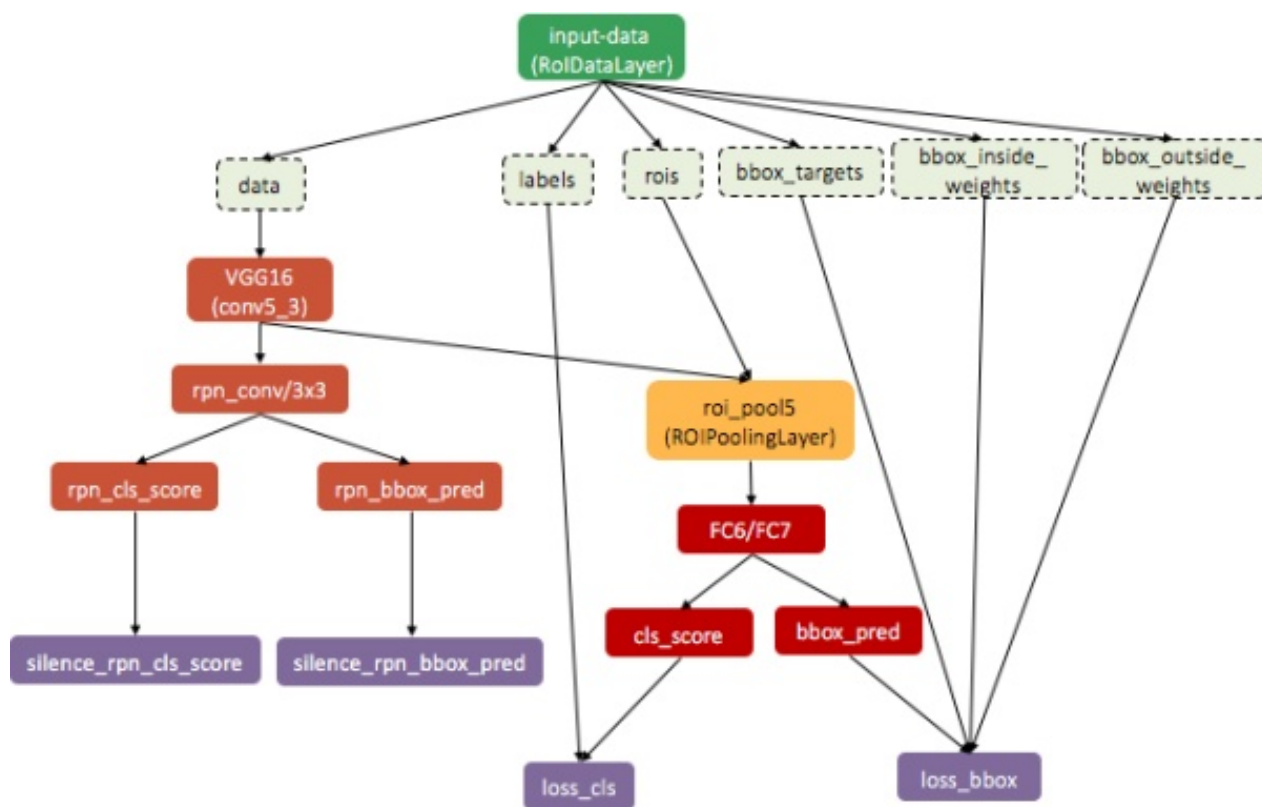 input-data
(RoIDataLayer)
data
labels
rois
bbox_targets
bbox_inside_
weights
bbox_outside_
weights
VGG16
(conv5_3)
rpn_conv/3x3
roi_pool5
(ROIPoolingLayer)
rpn_cls_score
rpn_bbox_pred
FC6/FC7
cls_score
bbox_pred
silence_rpn_cls_score
silence_rpn_bbox_pred
loss_cls
loss_bbox